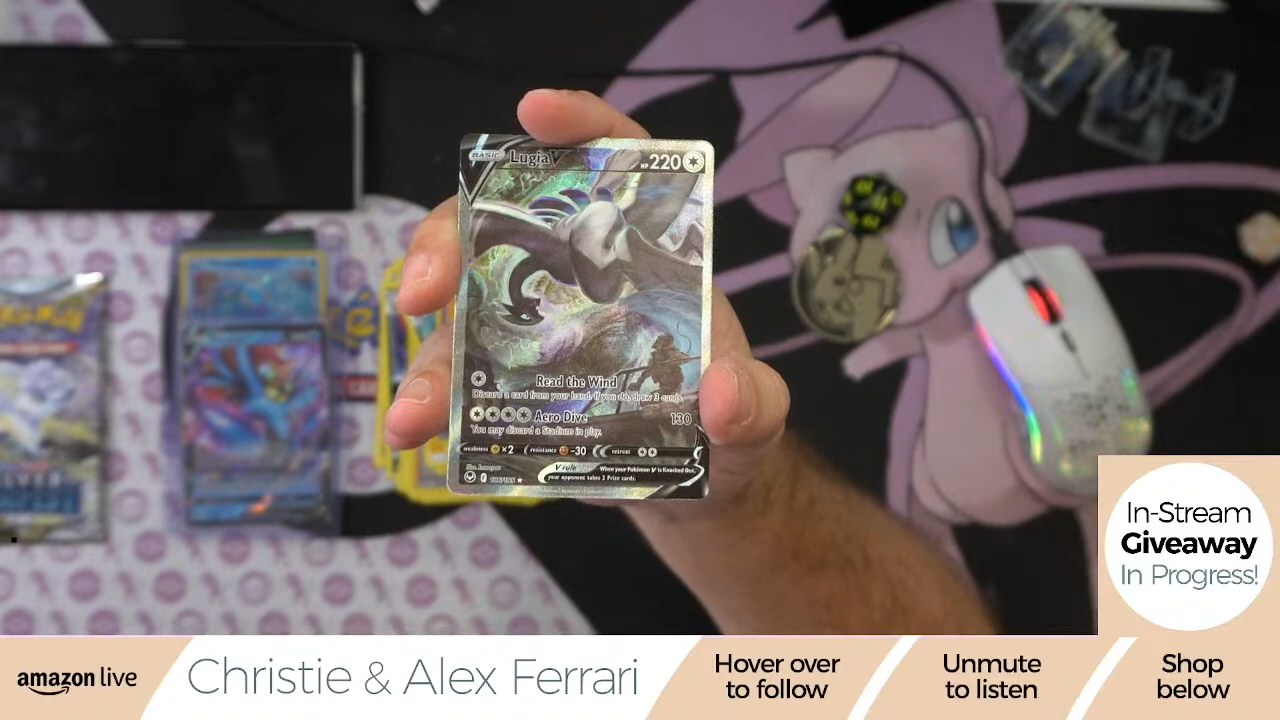 BASIC LugiaV HP 220
Read the Wind
Discard a card from your hand. If you do, draw 3 cards.
Aero Dive 130
You may discard a Stadium in play.
weakness ×2 resistance -30 retreat
V rule When your Pokémon V is Knocked Out,
your opponent takes 2 Prize cards.
In-Stream
Giveaway
In Progress!
amazon live
Christie & Alex Ferrari
Hover over
to follow
Unmute
to listen
Shop
below